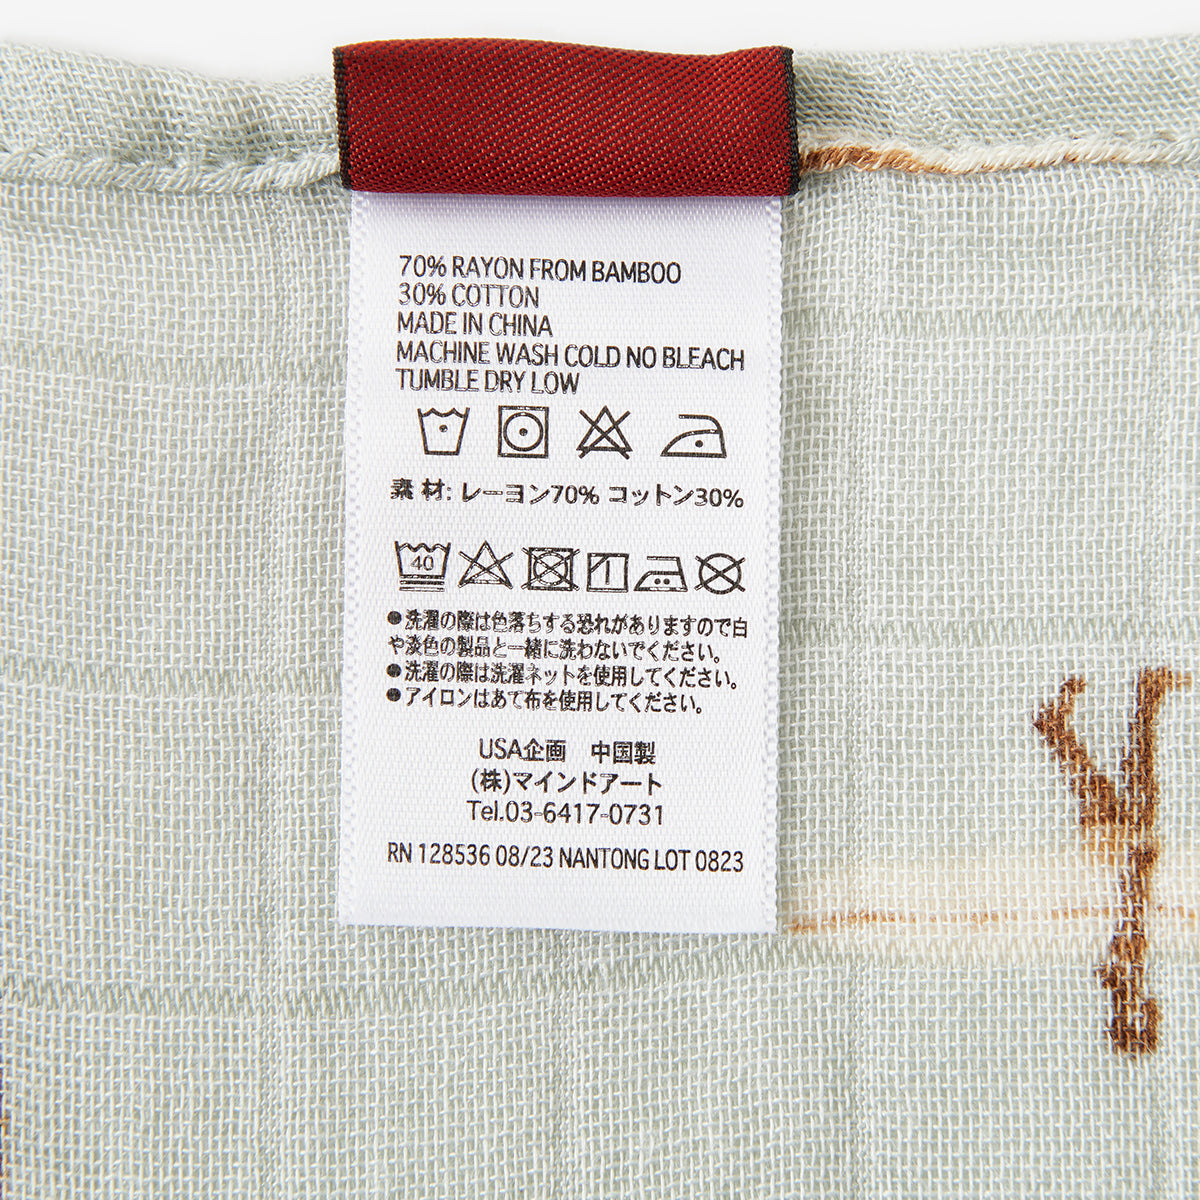 70% RAYON FROM BAMBOO
30% COTTON
MADE IN CHINA
MACHINE WASH COLD NO BLEACH
TUMBLE DRY LOW
素 材: レーヨン70% コットン30%
40
●洗濯の際は色落ちする恐れがありますので白
や淡色の製品と一緒に洗わないでください。
●洗濯の際は洗濯ネットを使用してください。
●アイロンはあて布を使用してください。
USA企画 中国製
(株)マインドアート
Tel.03-6417-0731
RN 128536 08/23 NANTONG LOT 0823